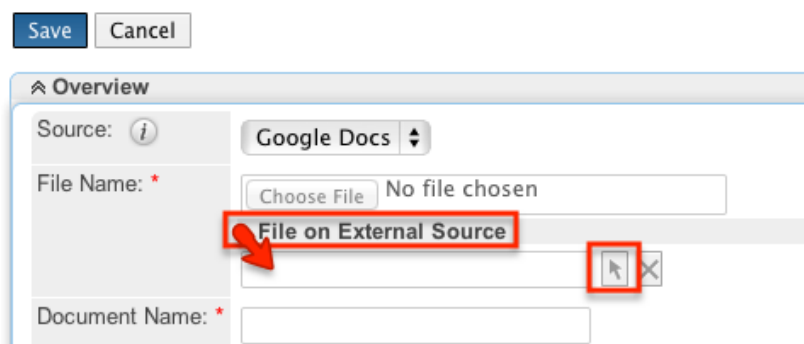 Save Cancel
Overview
Source: i Google Docs
File Name: * Choose File No file chosen
File on External Source
Document Name: *